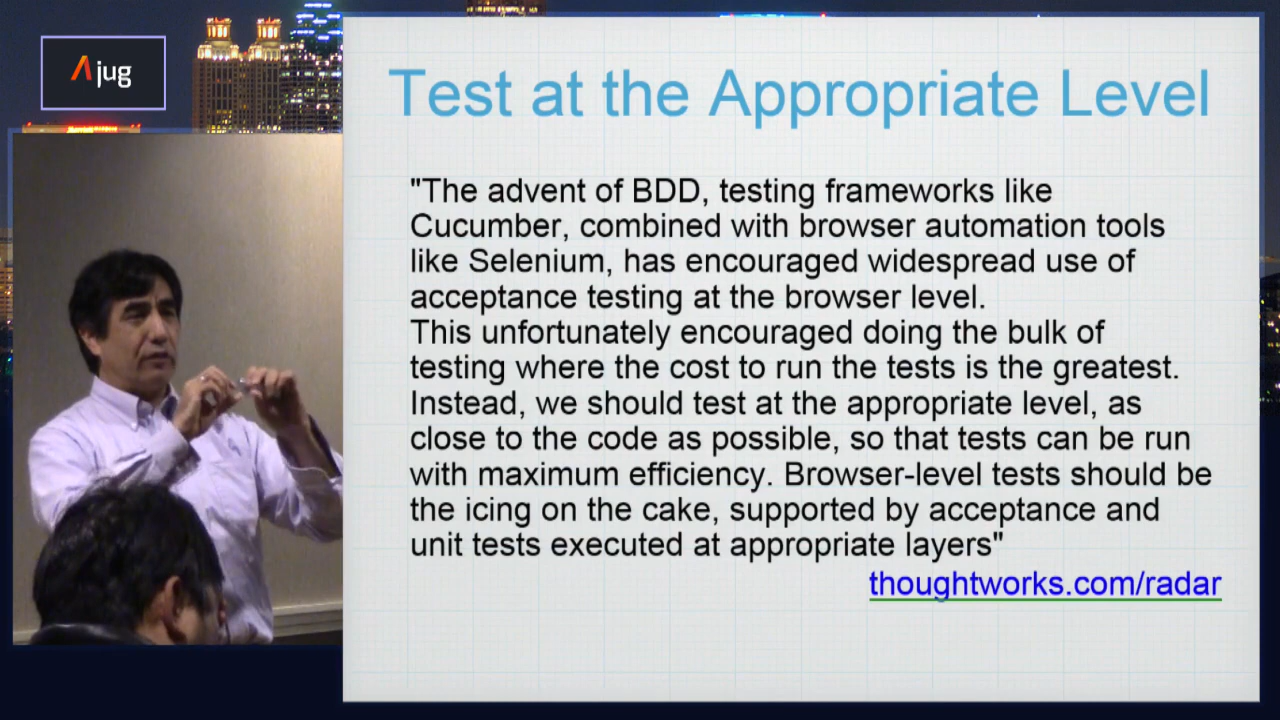 Λjug
Test at the Appropriate Level
"The advent of BDD, testing frameworks like
Cucumber, combined with browser automation tools
like Selenium, has encouraged widespread use of
acceptance testing at the browser level.
This unfortunately encouraged doing the bulk of
testing where the cost to run the tests is the greatest.
Instead, we should test at the appropriate level, as
close to the code as possible, so that tests can be run
with maximum efficiency. Browser-level tests should be
the icing on the cake, supported by acceptance and
unit tests executed at appropriate layers"
thoughtworks.com/radar